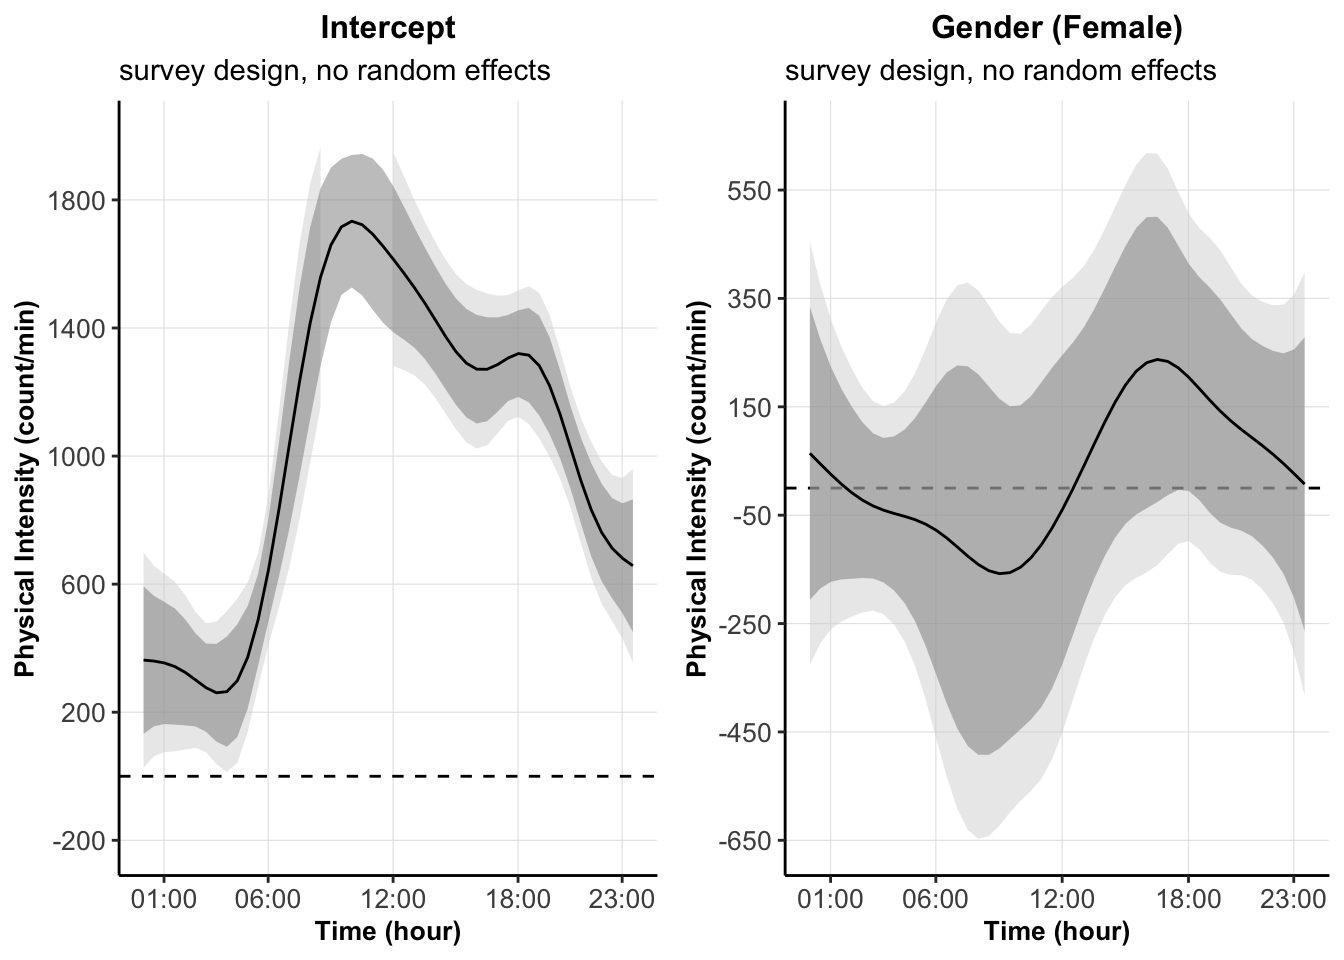 Intercept
survey design, no random effects
Physical Intensity (count/min)
1800
1400
1000
600
200
-200
01:00 06:00 12:00 18:00 23:00
Time (hour)
Gender (Female)
survey design, no random effects
Physical Intensity (count/min)
550
350
150
-50
-250
-450
-650
01:00 06:00 12:00 18:00 23:00
Time (hour)